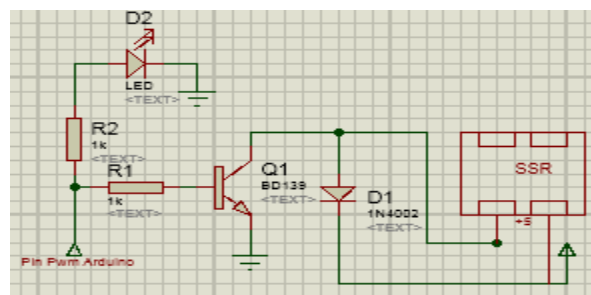 D2
LED
<TEXT>
R2
1k
<TEXT>
R1
1k
<TEXT>
Q1
BD139
<TEXT>
D1
1N4002
<TEXT>
SSR
Pin Pwm Arduino